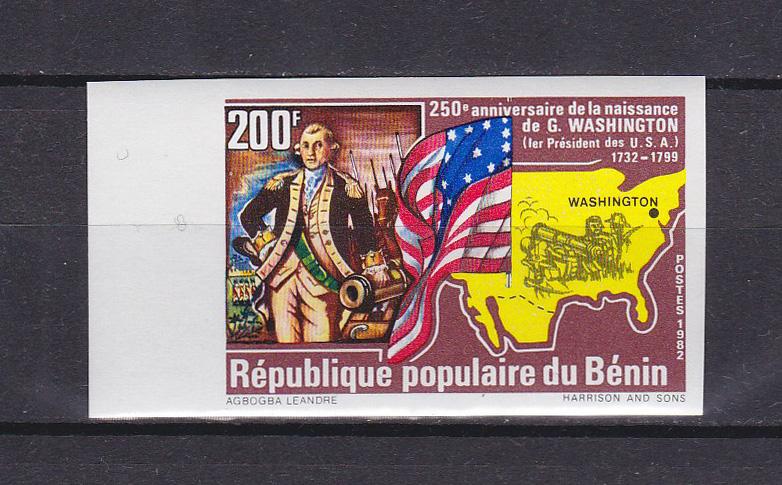 200F
250e anniversaire de la naissance
de G. WASHINGTON
(Ier Président des U.S.A.)
1732-1799
WASHINGTON
POSTES 1982
République populaire du Bénin
AGBOGBA LEANDRE
HARRISON AND SONS